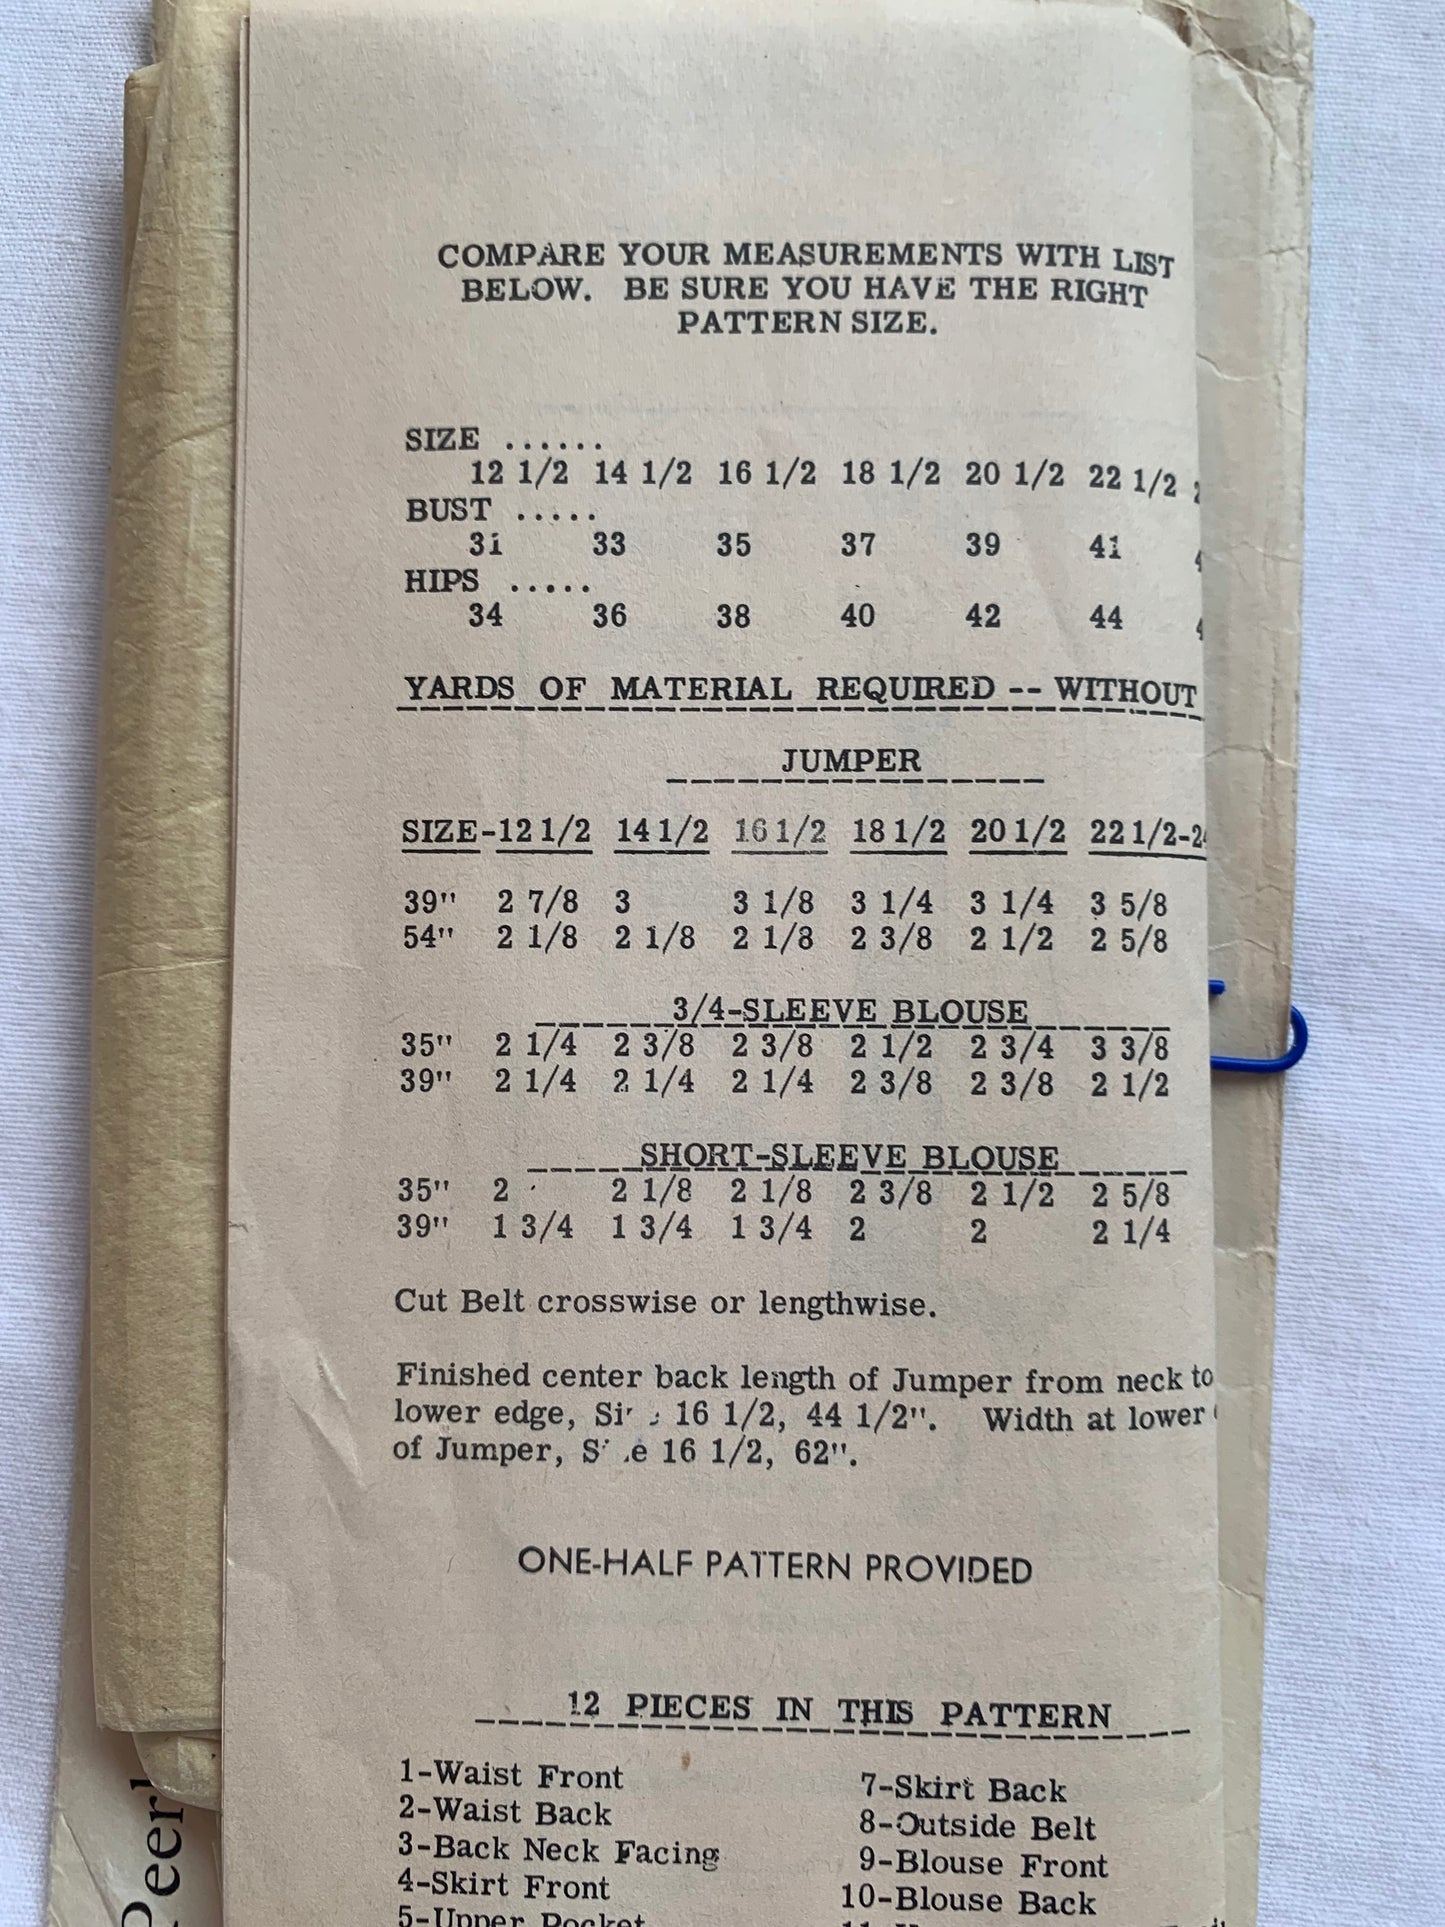 COMPARE YOUR MEASUREMENTS WITH LIST
BELOW. BE SURE YOU HAVE THE RIGHT
PATTERN SIZE.
SIZE ......
12 1/2 14 1/2 16 1/2 18 1/2 20 1/2 22 1/2
BUST .....
31 33 35 37 39 41
HIPS .....
34 36 38 40 42 44
YARDS OF MATERIAL REQUIRED -- WITHOUT
JUMPER
SIZE-12 1/2 14 1/2 16 1/2 18 1/2 20 1/2 22 1/2-
39" 2 7/8 3 3 1/8 3 1/4 3 1/4 3 5/8
54" 2 1/8 2 1/8 2 1/8 2 3/8 2 1/2 2 5/8
3/4-SLEEVE BLOUSE
35" 2 1/4 2 3/8 2 3/8 2 1/2 2 3/4 3 3/8
39" 2 1/4 2 1/4 2 1/4 2 3/8 2 3/8 2 1/2
SHORT-SLEEVE BLOUSE
35" 2 2 1/8 2 1/8 2 3/8 2 1/2 2 5/8
39" 1 3/4 1 3/4 1 3/4 2 2 2 1/4
Cut Belt crosswise or lengthwise.
Finished center back length of Jumper from neck to
lower edge, 16 1/2, 44 1/2". Width at lower
of Jumper, 16 1/2, 62".
ONE-HALF PATTERN PROVIDED
12 PIECES IN THIS PATTERN
1-Waist Front
2-Waist Back
3-Back Neck Facing
4-Skirt Front
5-Upper Pocket
7-Skirt Back
8-Outside Belt
9-Blouse Front
10-Blouse Back
Peerl